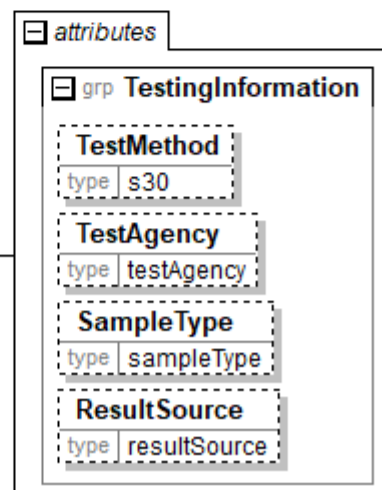 attributes
grp TestingInformation
TestMethod
type s30
TestAgency
type testAgency
SampleType
type sampleType
ResultSource
type resultSource